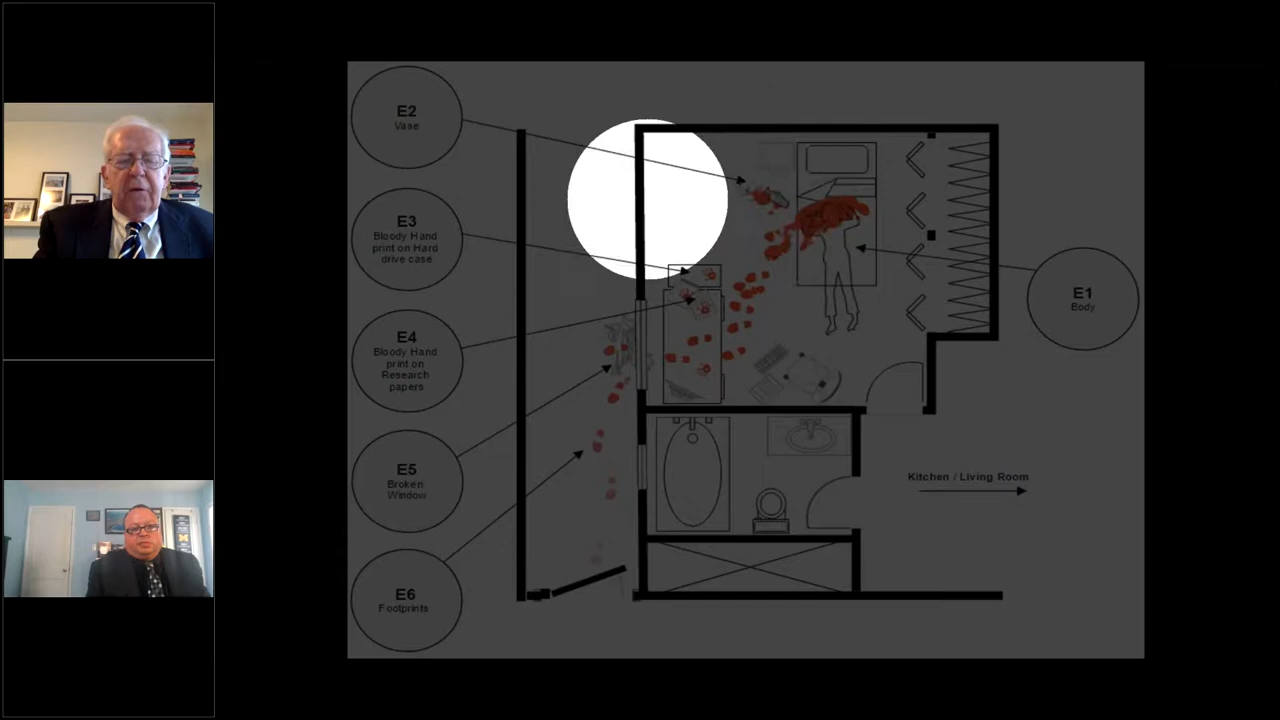 E2
Vase
E3
Bloody Hand
print on Hard
drive case
E4
Bloody Hand
print on
Research
papers
E5
Broken
Window
E6
Footprints
E1
Body
Kitchen / Living Room